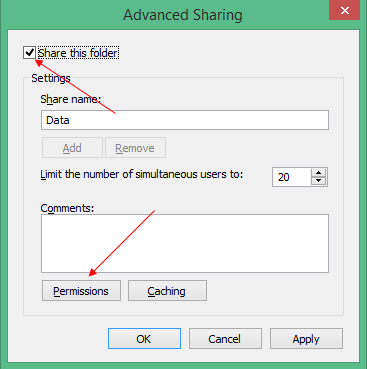 Advanced Sharing
Share this folder
Settings
Share name:
Data
Add Remove
Limit the number of simultaneous users to: 20
Comments:
Permissions Caching
OK Cancel Apply